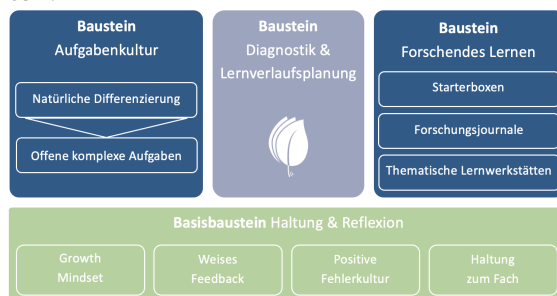 Baustein
Aufgabenkultur
Natürliche Differenzierung
Offene komplexe Aufgaben
Baustein
Diagnostik &
Lernverlaufsplanung
Baustein
Forschendes Lernen
Starterboxen
Forschungsjournale
Thematische Lernwerkstätten
Basisbaustein Haltung & Reflexion
Growth
Mindset
Weises
Feedback
Positive
Fehlerkultur
Haltung
zum Fach